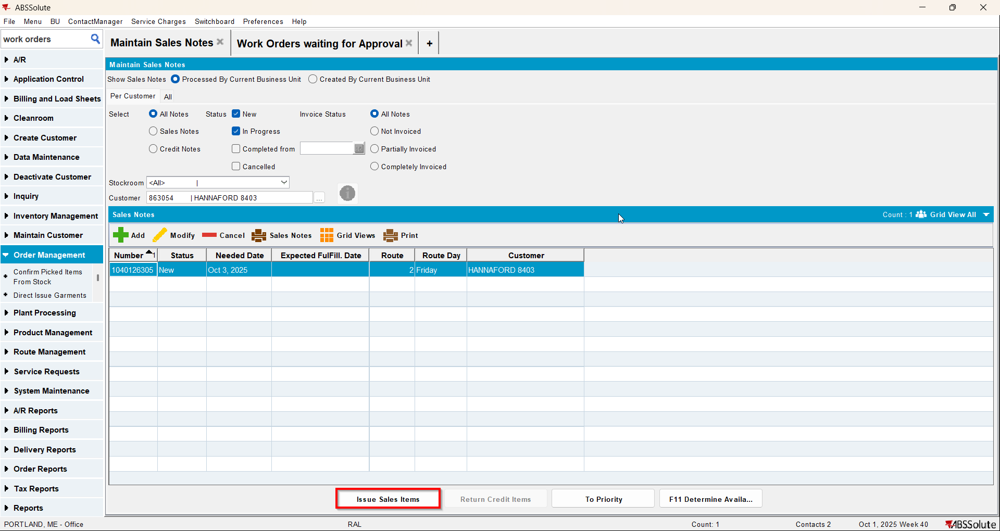 ABSSolute
File Menu BU ContactManager Service Charges Switchboard Preferences Help
work orders
Maintain Sales Notes
Work Orders waiting for Approval
+
A/R
Application Control
Billing and Load Sheets
Cleanroom
Create Customer
Data Maintenance
Deactivate Customer
Inquiry
Inventory Management
Maintain Customer
Order Management
Confirm Picked Items
From Stock
Direct Issue Garments
Plant Processing
Product Management
Route Management
Service Requests
System Maintenance
A/R Reports
Billing Reports
Delivery Reports
Order Reports
Tax Reports
Reports
Maintain Sales Notes
Show Sales Notes Processed By Current Business Unit Created By Current Business Unit
Per Customer All
Select All Notes Status New Invoice Status All Notes
Sales Notes In Progress Not Invoiced
Credit Notes Completed from 16 Partially Invoiced
Cancelled Completely Invoiced
Stockroom <All> |
Customer 863054 | HANNAFORD 8403 ...
Sales Notes Count : 1 Grid View All
Add Modify Cancel Sales Notes Grid Views Print
Number 1 Status Needed Date Expected FulFill. Date Route Route Day Customer
1040126305 New Oct 3, 2025 2 Friday HANNAFORD 8403
Issue Sales Items Return Credit Items To Priority F11 Determine Availa...
PORTLAND, ME - Office RAL Count: 1 Contacts 2 Oct 1, 2025 Week 40 ABSSolute